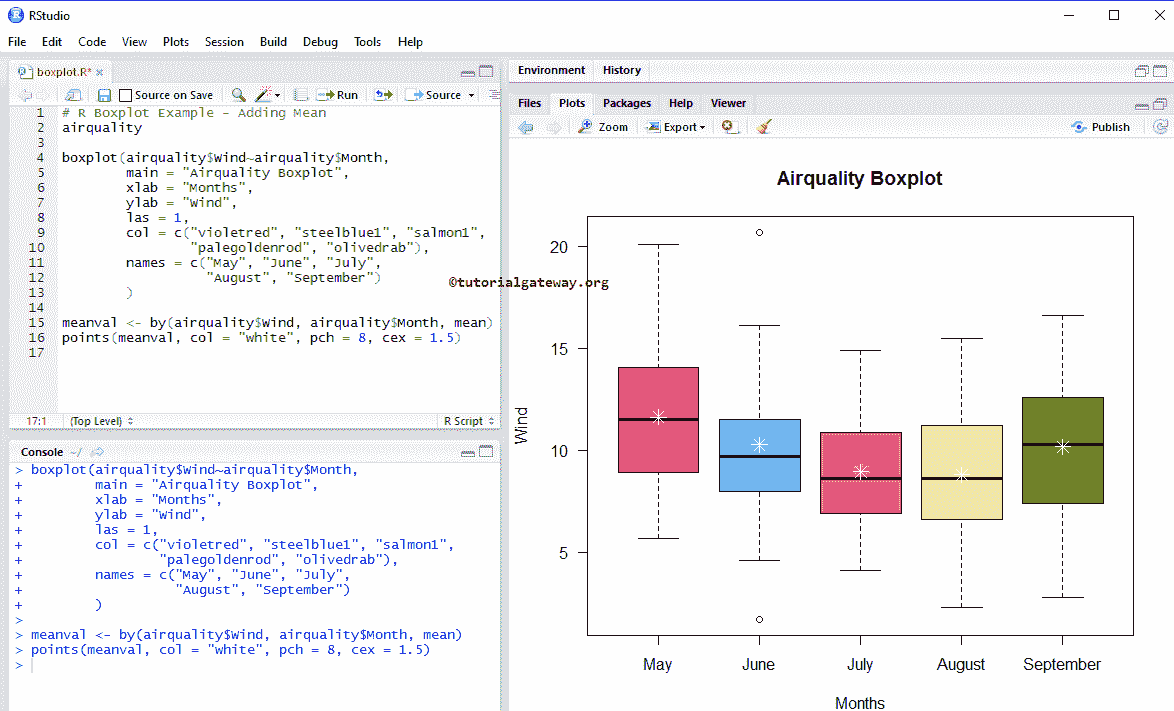 RStudio
File Edit Code View Plots Session Build Debug Tools Help
boxplot.R*
Source on Save Run Source
1 # R Boxplot Example - Adding Mean
2 airquality
3
4 boxplot(airquality$Wind~airquality$Month,
5 main = "Airquality Boxplot",
6 xlab = "Months",
7 ylab = "Wind",
8 las = 1,
9 col = c("violetred", "steelblue1", "salmon1",
10 "palegoldenrod", "olivedrab"),
11 names = c("May", "June", "July",
12 "August", "September")
13 )
14
15 meanval <- by(airquality$Wind, airquality$Month, mean)
16 points(meanval, col = "white", pch = 8, cex = 1.5)
17
17:1 (Top Level) R Script
Console ~/
> boxplot(airquality$Wind~airquality$Month,
+ main = "Airquality Boxplot",
+ xlab = "Months",
+ ylab = "Wind",
+ las = 1,
+ col = c("violetred", "steelblue1", "salmon1",
+ "palegoldenrod", "olivedrab"),
+ names = c("May", "June", "July",
+ "August", "September")
+ )
>
> meanval <- by(airquality$Wind, airquality$Month, mean)
> points(meanval, col = "white", pch = 8, cex = 1.5)
>
Environment History
Files Plots Packages Help Viewer
Zoom Export Publish
Airquality Boxplot
©tutorialgateway.org
20
15
10
5
Wind
May June July August September
Months